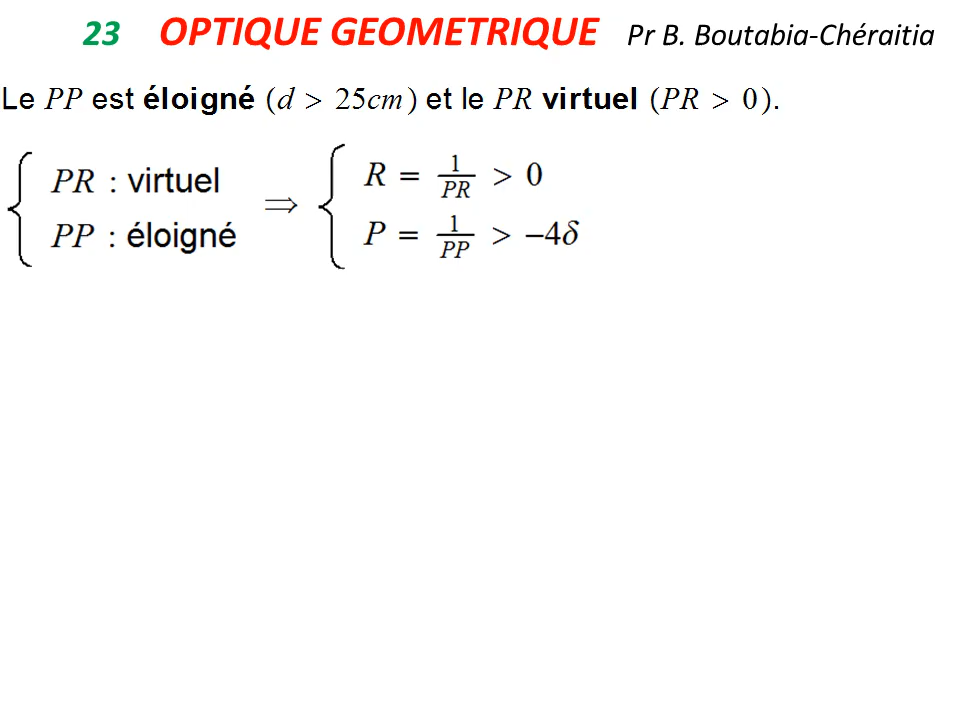 23 OPTIQUE GEOMETRIQUE Pr B. Boutabia-Chéraitia
Le PP est éloigné (d > 25cm) et le PR virtuel (PR > 0).
{ PR : virtuel ⇒ { R = 1/PR > 0
PP : éloigné P = 1/PP > −4δ